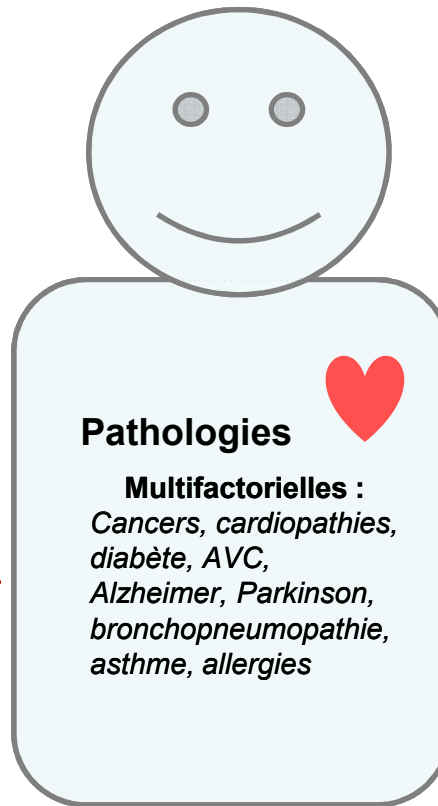 Pathologies
Multifactorielles :
Cancers, cardiopathies,
diabète, AVC,
Alzheimer, Parkinson,
bronchopneumopathie,
asthme, allergies